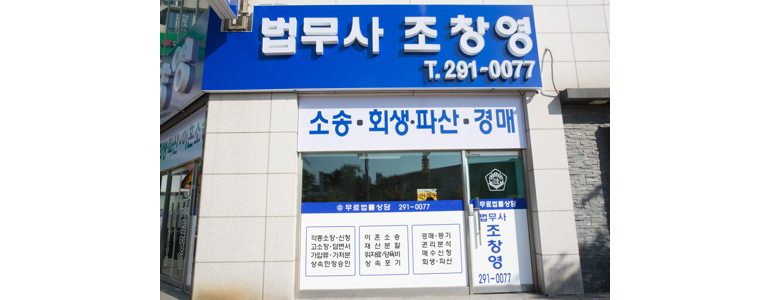 법무사 조창영
T. 291-0077
소송·회생·파산·경매
파산·이혼소
무료법률상담 291-0077
무료법률상담
각종소장·신청
고소장·답변서
가압류·가처분
상속한정승인
이혼소송
재산분할
위자료·양육비
상속포기
경매·등기
권리분석
매수신청
회생·파산
법무사
조창영
291-0077